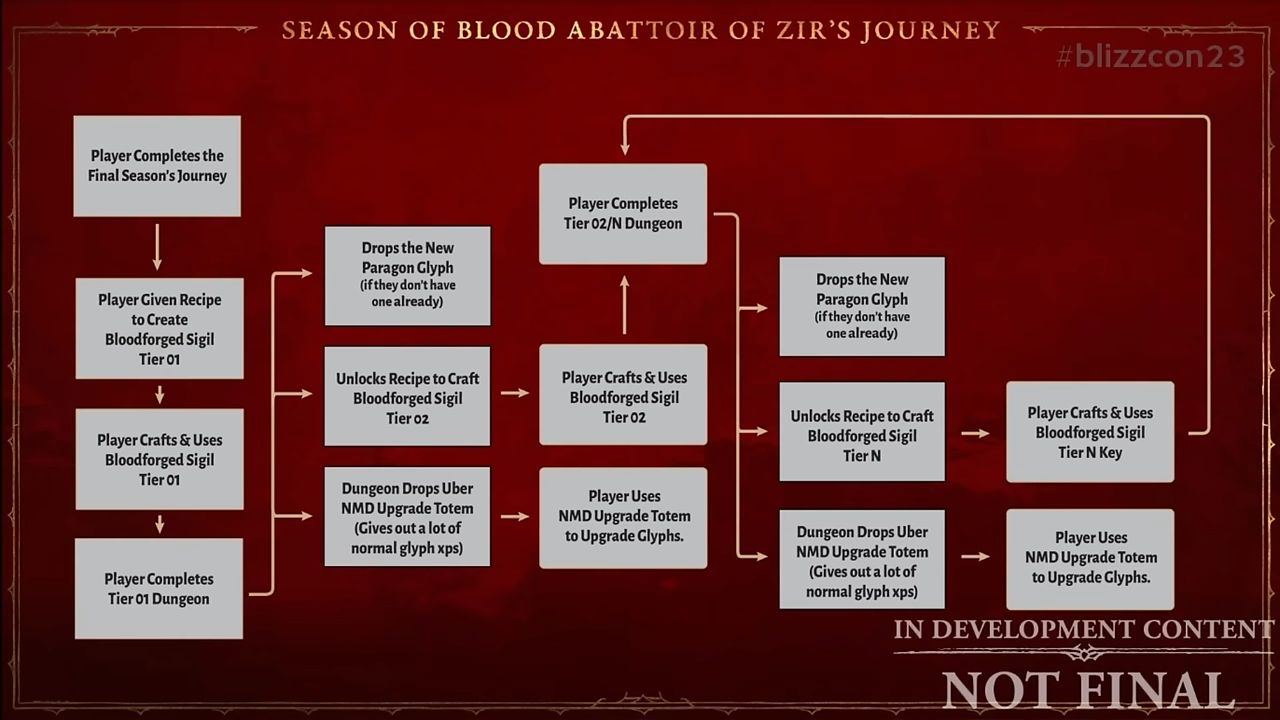 SEASON OF BLOOD ABATTOIR OF ZIR'S JOURNEY
#blizzcon23
Player Completes the
Final Season's Journey
Player Given Recipe
to Create
Bloodforged Sigil
Tier 01
Player Crafts & Uses
Bloodforged Sigil
Tier 01
Player Completes
Tier 01 Dungeon
Drops the New
Paragon Glyph
(if they don't have
one already)
Unlocks Recipe to Craft
Bloodforged Sigil
Tier 02
Dungeon Drops Uber
NMD Upgrade Totem
(Gives out a lot of
normal glyph xps)
Player Completes
Tier 02/N Dungeon
Player Crafts & Uses
Bloodforged Sigil
Tier 02
Player Uses
NMD Upgrade Totem
to Upgrade Glyphs.
Drops the New
Paragon Glyph
(if they don't have
one already)
Unlocks Recipe to Craft
Bloodforged Sigil
Tier N
Dungeon Drops Uber
NMD Upgrade Totem
(Gives out a lot of
normal glyph xps)
Player Crafts & Uses
Bloodforged Sigil
Tier N Key
Player Uses
NMD Upgrade Totem
to Upgrade Glyphs.
IN DEVELOPMENT CONTENT
NOT FINAL